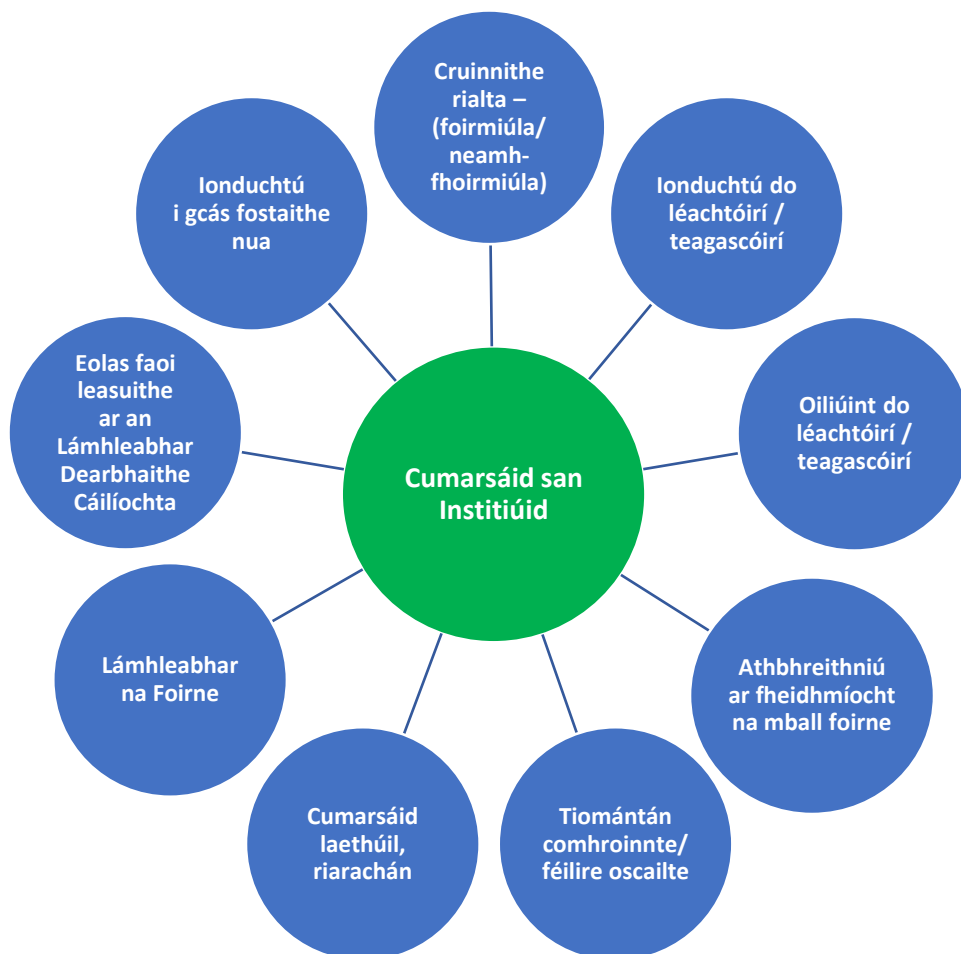 Cruinnithe
rialta –
(foirmiúla/
neamh-
fhoirmiúla)
Ionduchtú do
léachtóirí /
teagascóirí
Oiliúint do
léachtóirí /
teagascóirí
Athbhreithniú
ar fheidhmíocht
na mball foirne
Tiomántán
comhroinnte/
féilire oscailte
Cumarsáid
laethúil,
riarachán
Lámhleabhar
na Foirne
Eolas faoi
leasuithe
ar an
Lámhleabhar
Dearbhaithe
Cáilíochta
Ionduchtú
i gcás fostaithe
nua
Cumarsáid san
Institiúid